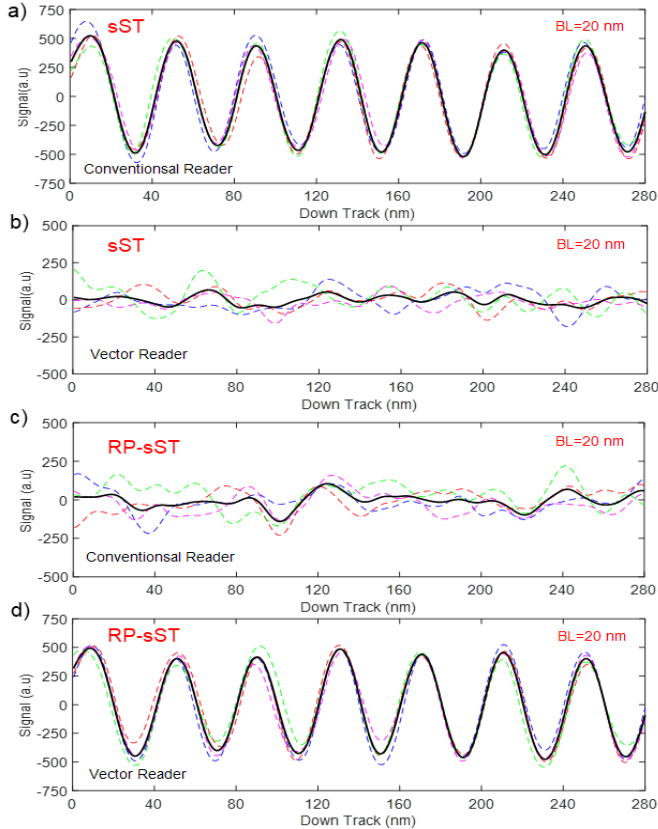 a)
sST
BL=20 nm
750
500
250
0
-250
-500
-750
Signal(a.u)
Conventionsal Reader
0 40 80 120 160 200 240 280
Down Track (nm)
b)
sST
BL=20 nm
500
250
0
-250
-500
Signal(a.u)
Vector Reader
0 40 80 120 160 200 240 280
Down Track (nm)
c)
RP-sST
BL=20 nm
500
250
0
-250
-500
Signal (a.u)
Conventionsal Reader
0 40 80 120 160 200 240 280
Down Track (nm)
d)
RP-sST
BL=20 nm
750
500
250
0
-250
-500
-750
Signal (a.u)
Vector Reader
0 40 80 120 160 200 240 280
Down Track (nm)